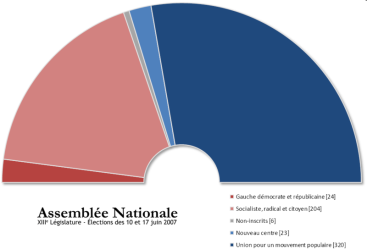 Assemblée Nationale
XIIIᵉ Législature - Élections des 10 et 17 juin 2007
Gauche démocrate et républicaine [24]
Socialiste, radical et citoyen [204]
Non-inscrits [6]
Nouveau centre [23]
Union pour un mouvement populaire [320]